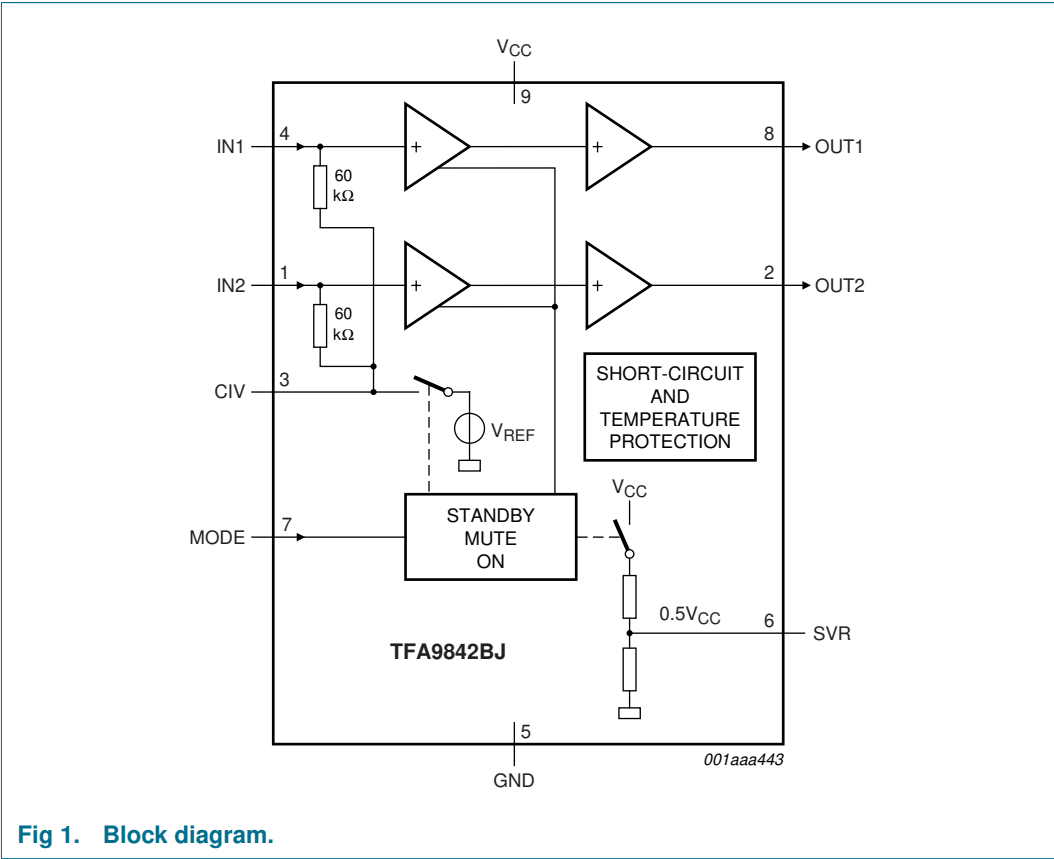 VCC
9
IN1
4
+
+
8
OUT1
60
kΩ
IN2
1
+
+
2
OUT2
60
kΩ
CIV
3
VREF
SHORT-CIRCUIT
AND
TEMPERATURE
PROTECTION
VCC
MODE
7
STANDBY
MUTE
ON
0.5VCC
6
SVR
TFA9842BJ
5
GND
001aaa443
Fig 1. Block diagram.